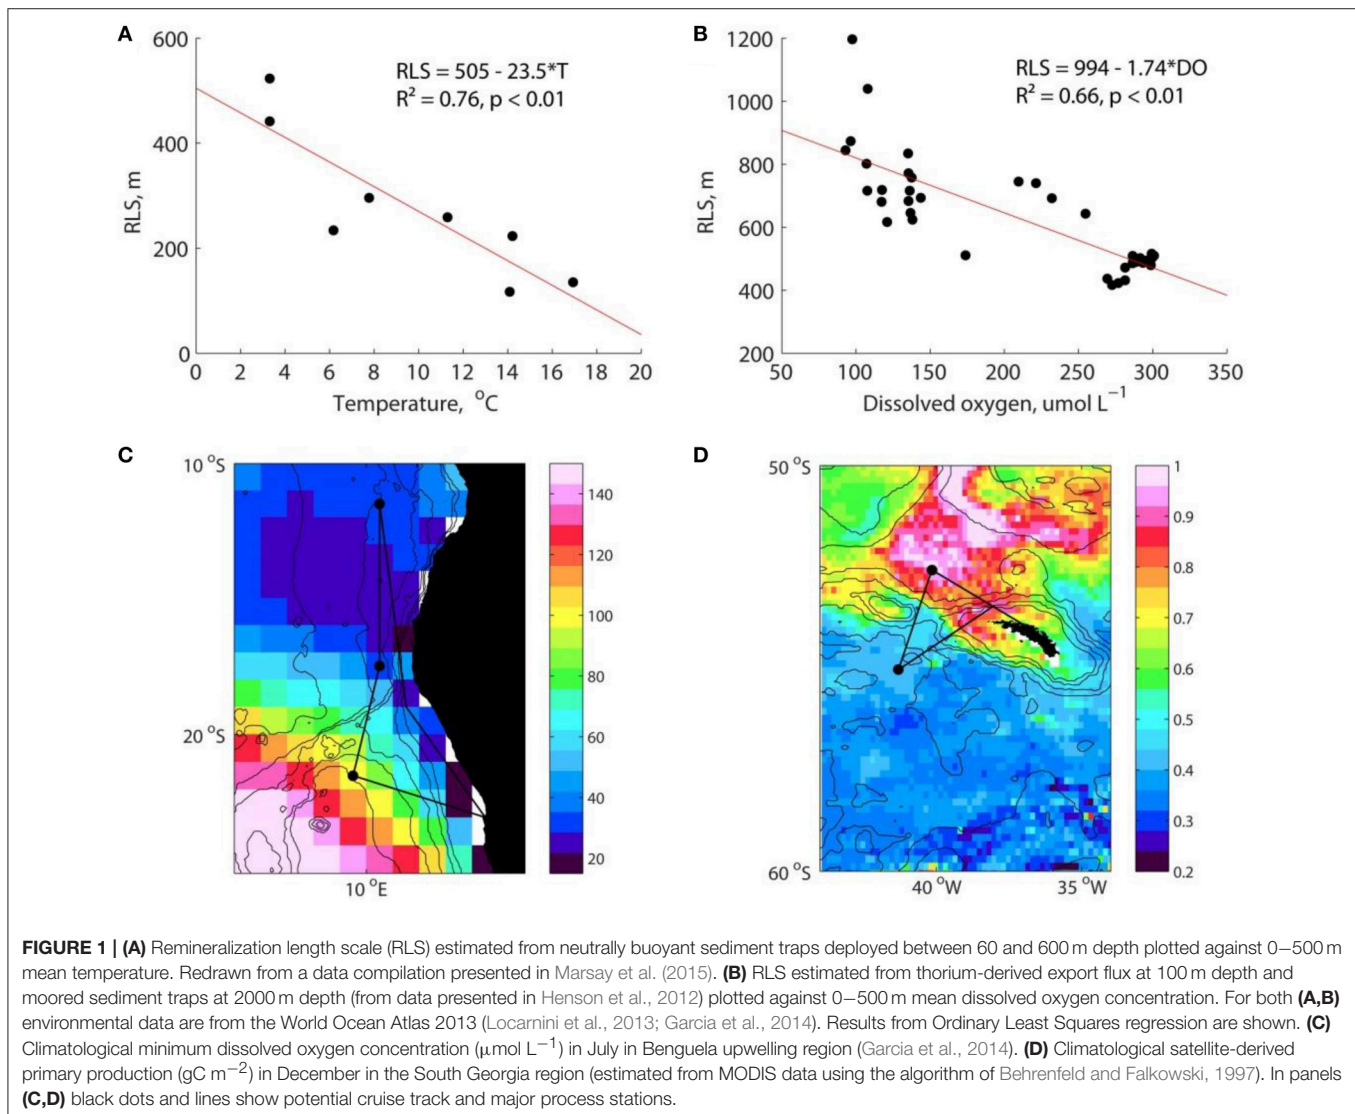 A
600
400
200
0
RLS, m
RLS = 505 - 23.5*T
R² = 0.76, p < 0.01
0 2 4 6 8 10 12 14 16 18 20
Temperature, °C
B
1200
1000
800
600
400
200
RLS, m
RLS = 994 - 1.74*DO
R² = 0.66, p < 0.01
50 100 150 200 250 300 350
Dissolved oxygen, umol L⁻¹
C
10 °S
20 °S
10 °E
140
120
100
80
60
40
20
D
50 °S
60 °S
40 °W 35 °W
1
0.9
0.8
0.7
0.6
0.5
0.4
0.3
0.2
FIGURE 1 | (A) Remineralization length scale (RLS) estimated from neutrally buoyant sediment traps deployed between 60 and 600 m depth plotted against 0–500 m
mean temperature. Redrawn from a data compilation presented in Marsay et al. (2015). (B) RLS estimated from thorium-derived export flux at 100 m depth and
moored sediment traps at 2000 m depth (from data presented in Henson et al., 2012) plotted against 0–500 m mean dissolved oxygen concentration. For both (A,B)
environmental data are from the World Ocean Atlas 2013 (Locarnini et al., 2013; Garcia et al., 2014). Results from Ordinary Least Squares regression are shown. (C)
Climatological minimum dissolved oxygen concentration (μmol L⁻¹) in July in Benguela upwelling region (Garcia et al., 2014). (D) Climatological satellite-derived
primary production (gC m⁻²) in December in the South Georgia region (estimated from MODIS data using the algorithm of Behrenfeld and Falkowski, 1997). In panels
(C,D) black dots and lines show potential cruise track and major process stations.